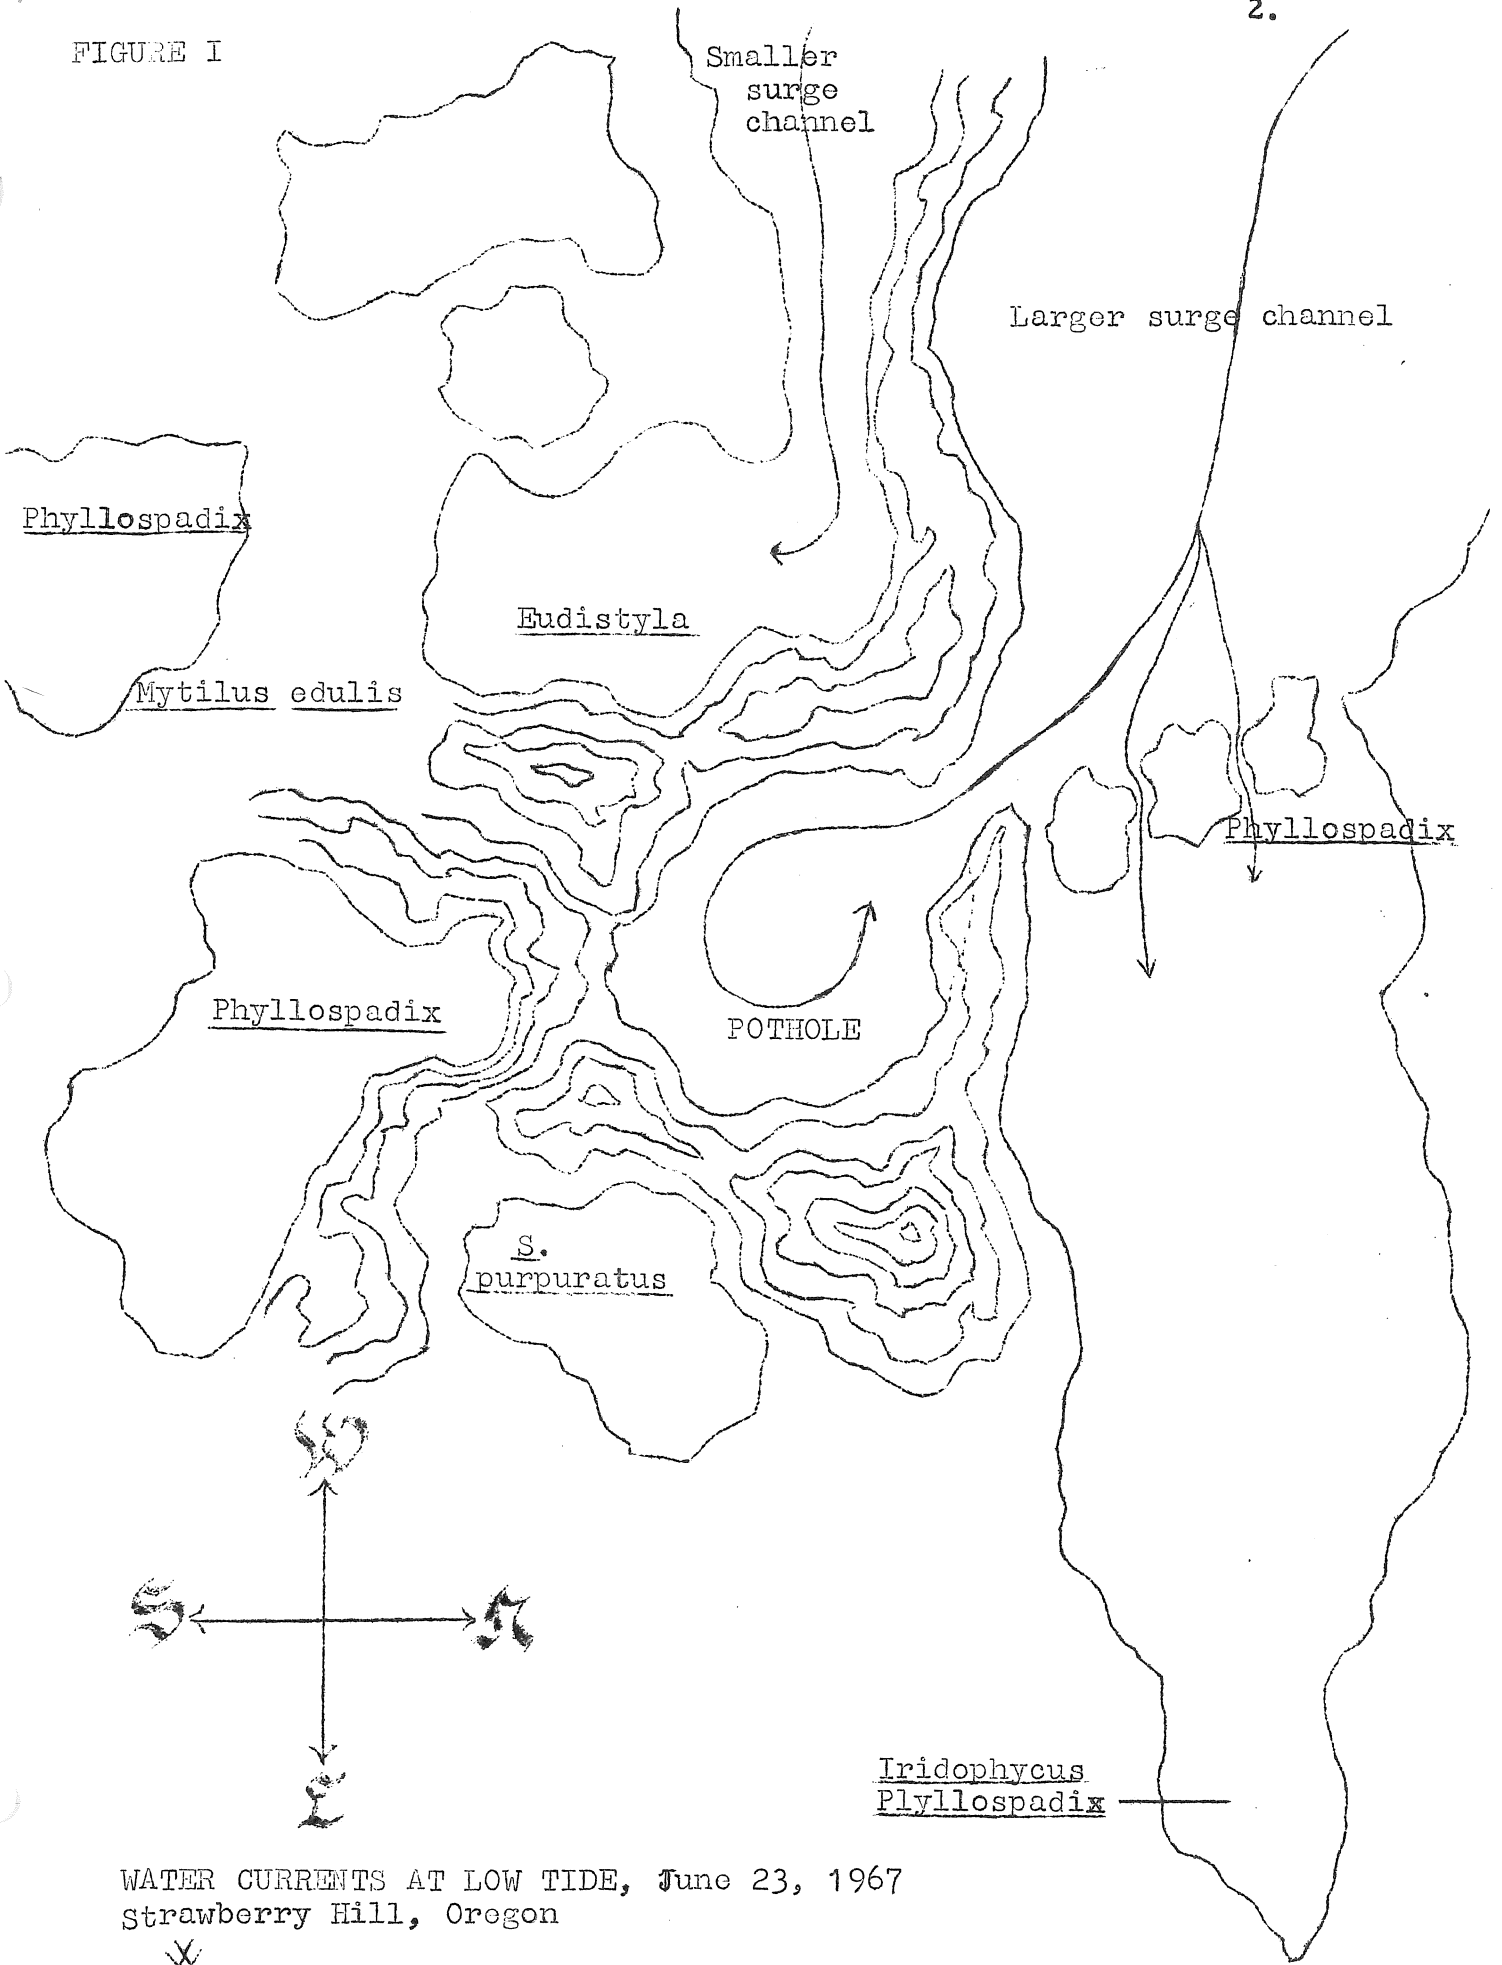 2.
FIGURE I
Smaller
surge
channel
Larger surge channel
Phyllospadix
Eudistyla
Mytilus edulis
Phyllospadix
Phyllospadix
POTHOLE
S.
purpuratus
W
S
N
E
Iridophycus
Plyllospadix
WATER CURRENTS AT LOW TIDE, June 23, 1967
Strawberry Hill, Oregon